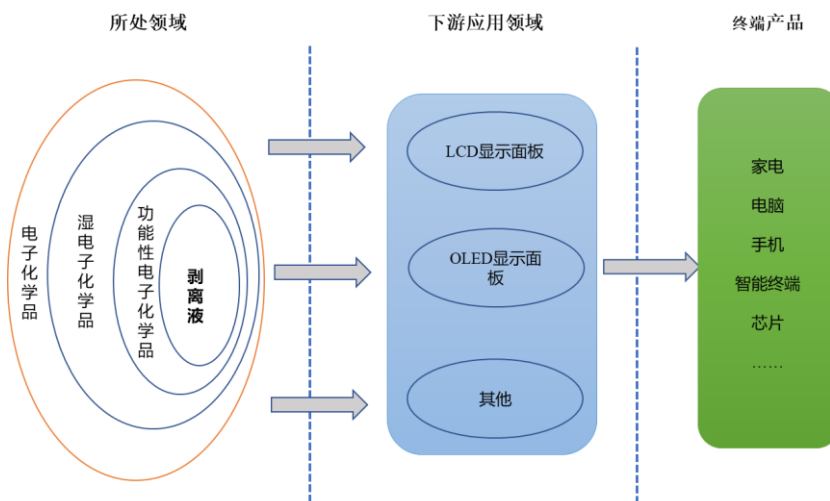 所处领域
下游应用领域
终端产品
电子化学品
湿电子化学品
功能性电子化学品
剥离液
LCD显示面板
OLED显示面
板
其他
家电
电脑
手机
智能终端
芯片
……